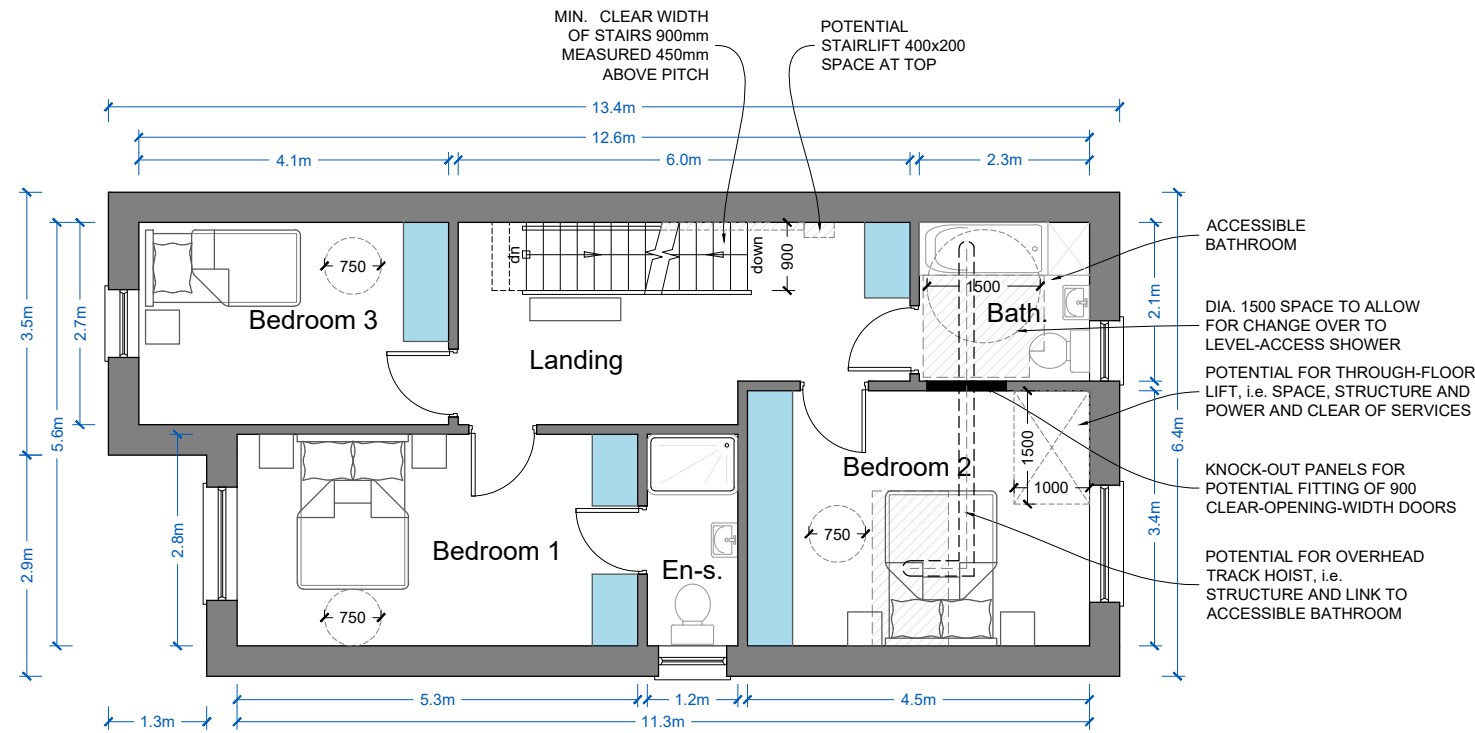 MIN. CLEAR WIDTH
OF STAIRS 900mm
MEASURED 450mm
ABOVE PITCH
POTENTIAL
STAIRLIFT 400x200
SPACE AT TOP
13.4m
12.6m
4.1m
6.0m
2.3m
3.5m
5.6m
2.7m
2.9m
2.8m
750
Bedroom 3
up
down
900
Landing
1500
Bath.
2.1m
6.4m
3.4m
ACCESSIBLE
BATHROOM
DIA. 1500 SPACE TO ALLOW
FOR CHANGE OVER TO
LEVEL-ACCESS SHOWER
POTENTIAL FOR THROUGH-FLOOR
LIFT, i.e. SPACE, STRUCTURE AND
POWER AND CLEAR OF SERVICES
KNOCK-OUT PANELS FOR
POTENTIAL FITTING OF 900
CLEAR-OPENING-WIDTH DOORS
POTENTIAL FOR OVERHEAD
TRACK HOIST, i.e.
STRUCTURE AND LINK TO
ACCESSIBLE BATHROOM
Bedroom 1
750
En-s.
Bedroom 2
750
1500
1000
5.3m
1.2m
4.5m
1.3m
11.3m